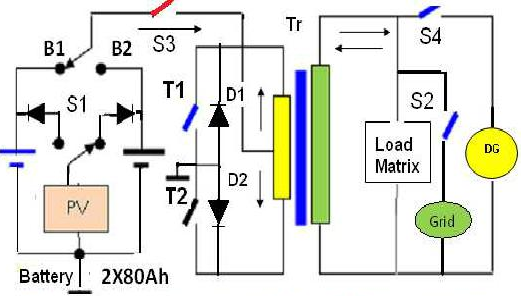 Tr
S3
S4
B1
B2
T1
D1
S1
S2
Load
Matrix
DG
T2
D2
PV
Grid
Battery
2X80Ah